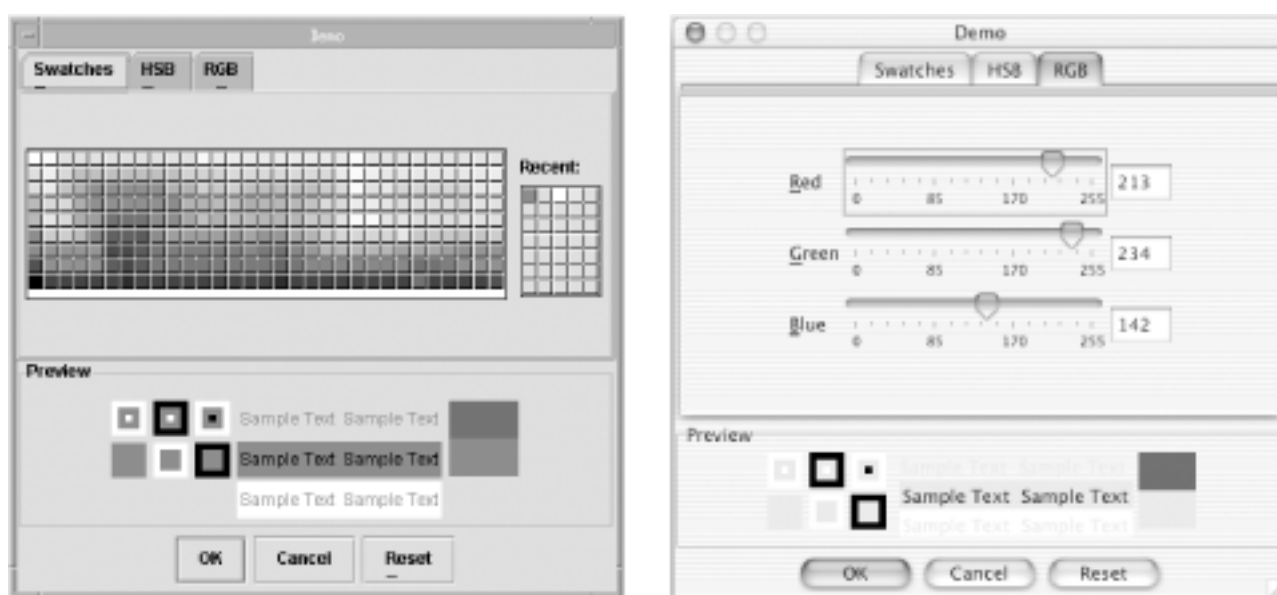 Demo
Swatches HSB RGB
Recent:
Preview
Sample Text Sample Text
Sample Text Sample Text
Sample Text Sample Text
OK Cancel Reset
Demo
Swatches HSB RGB
Red 213
0 85 170 255
Green 234
0 85 170 255
Blue 142
0 85 170 255
Preview
Sample Text Sample Text
Sample Text Sample Text
Sample Text Sample Text
OK Cancel Reset